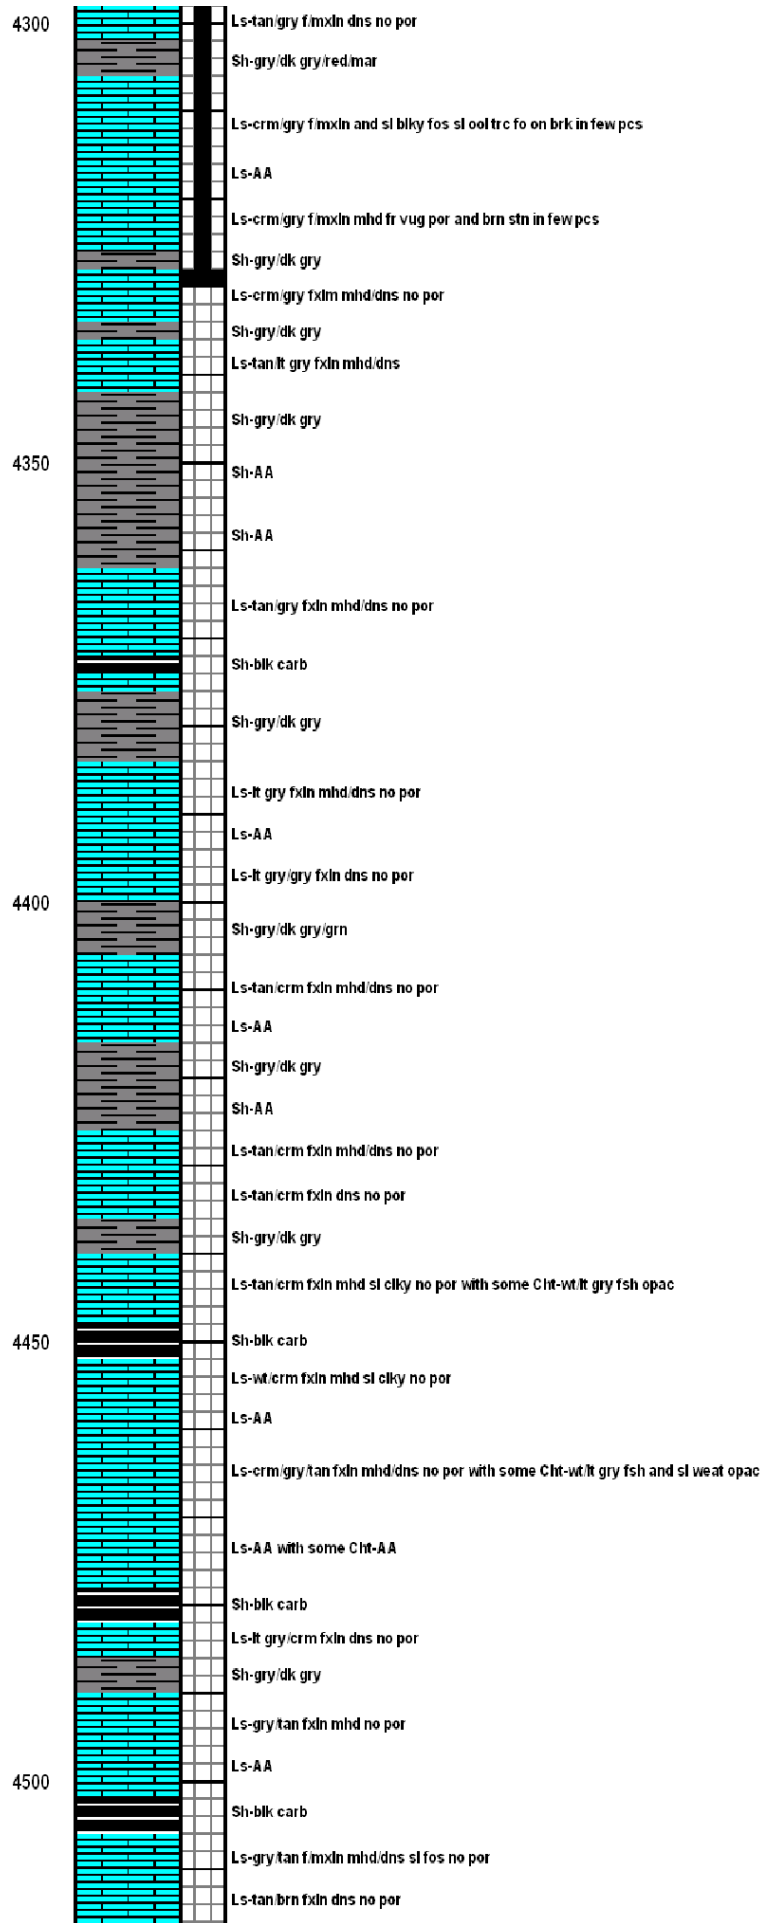 4300
Ls-tan/gry f/mxln dns no por
Sh-gry/dk gry/red/mar
Ls-crm/gry f/mxln and sl blky fos sl ool trc fo on brk in few pcs
Ls-AA
Ls-crm/gry f/mxln mhd fr vug por and brn stn in few pcs
Sh-gry/dk gry
Ls-crm/gry fxlm mhd/dns no por
Sh-gry/dk gry
Ls-tan/lt gry fxln mhd/dns
Sh-gry/dk gry
4350
Sh-AA
Sh-AA
Ls-tan/gry fxln mhd/dns no por
Sh-blk carb
Sh-gry/dk gry
Ls-lt gry fxln mhd/dns no por
Ls-AA
Ls-lt gry/gry fxln dns no por
4400
Sh-gry/dk gry/grn
Ls-tan/crm fxln mhd/dns no por
Ls-AA
Sh-gry/dk gry
Sh-AA
Ls-tan/crm fxln mhd/dns no por
Ls-tan/crm fxln dns no por
Sh-gry/dk gry
Ls-tan/crm fxln mhd sl clky no por with some Cht-wt/lt gry fsh opac
4450
Sh-blk carb
Ls-wt/crm fxln mhd sl clky no por
Ls-AA
Ls-crm/gry/tan fxln mhd/dns no por with some Cht-wt/lt gry fsh and sl weat opac
Ls-AA with some Cht-AA
Sh-blk carb
Ls-lt gry/crm fxln dns no por
Sh-gry/dk gry
Ls-gry/tan fxln mhd no por
Ls-AA
4500
Sh-blk carb
Ls-gry/tan f/mxln mhd/dns sl fos no por
Ls-tan/brn fxln dns no por